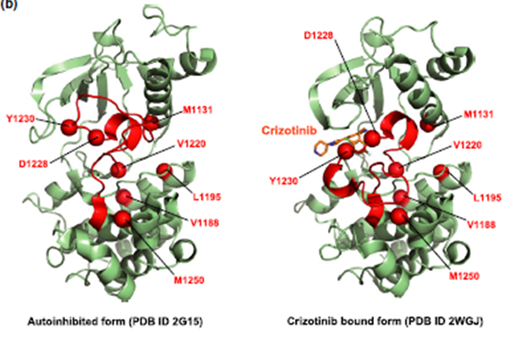 (b)
Y1230
D1228
M1131
V1220
L1195
V1188
M1250
Autoinhibited form (PDB ID 2G15)
D1228
Crizotinib
Y1230
M1131
V1220
L1195
V1188
M1250
Crizotinib bound form (PDB ID 2WGJ)